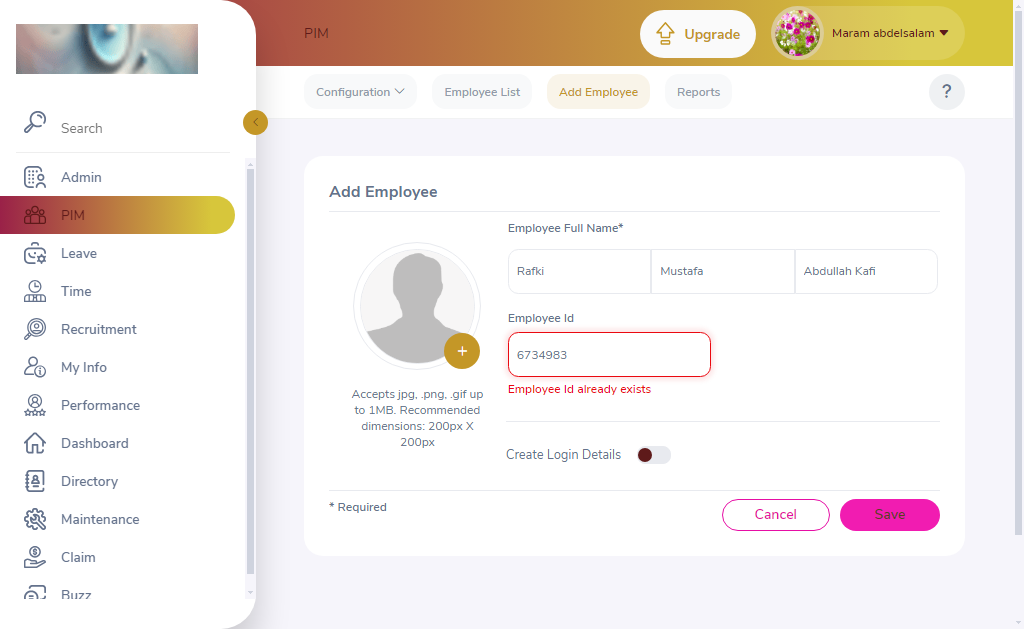 PIM
Upgrade
Maram abdelsalam
Configuration
Employee List
Add Employee
Reports
?
Search
Admin
PIM
Leave
Time
Recruitment
My Info
Performance
Dashboard
Directory
Maintenance
Claim
Buzz
Add Employee
Accepts jpg, .png, .gif up
to 1MB. Recommended
dimensions: 200px X
200px
Employee Full Name*
Rafki
Mustafa
Abdullah Kafi
Employee Id
6734983
Employee Id already exists
Create Login Details
* Required
Cancel
Save